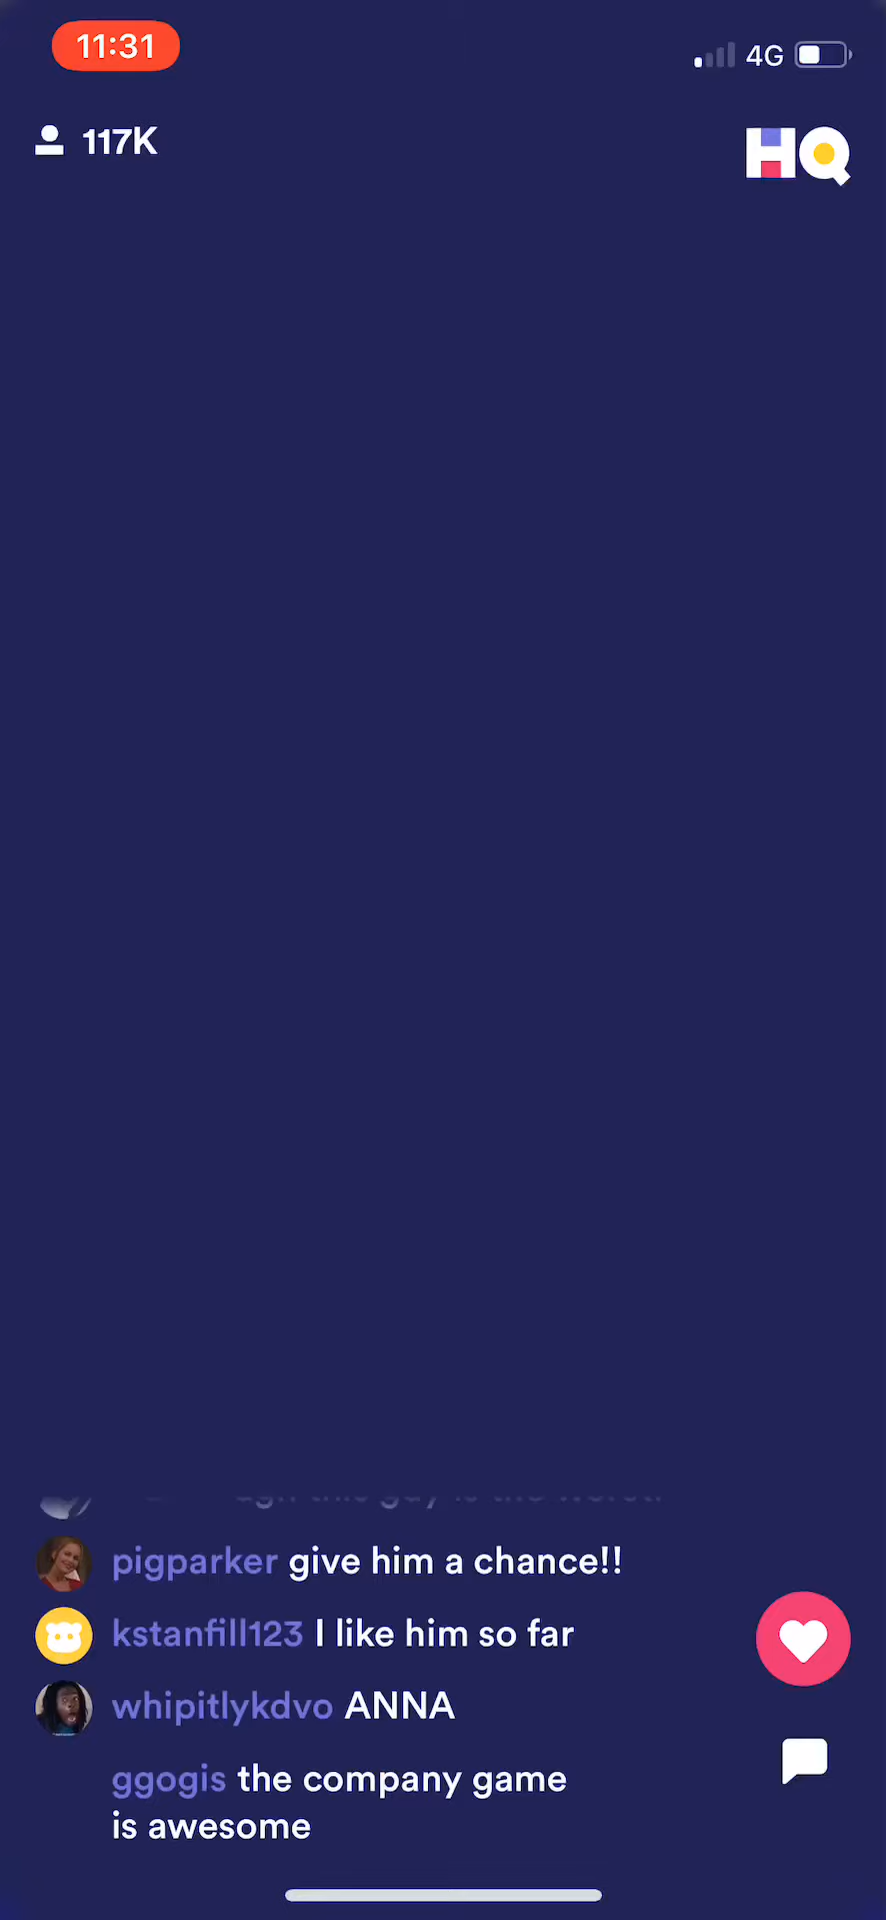 11:31
4G
117K
HQ
pigparker give him a chance!!
kstanfill123 I like him so far
whipitlykdvo ANNA
ggogis the company game
is awesome